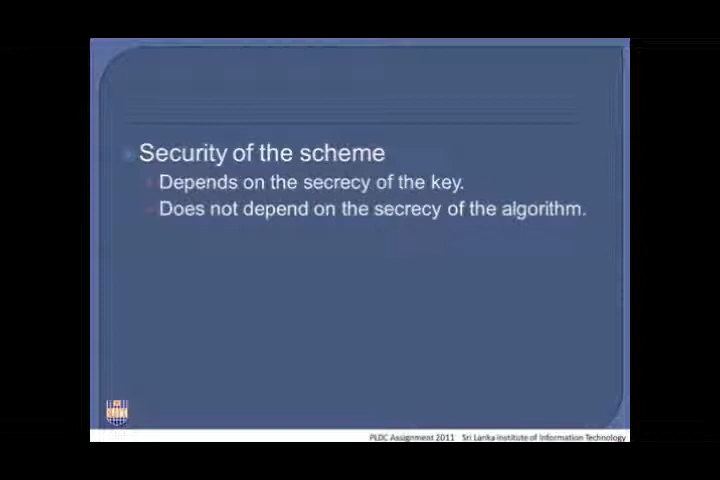 Security of the scheme
Depends on the secrecy of the key.
Does not depend on the secrecy of the algorithm.
PLDC Assignment 2011 Sri Lanka Institute of Information Technology